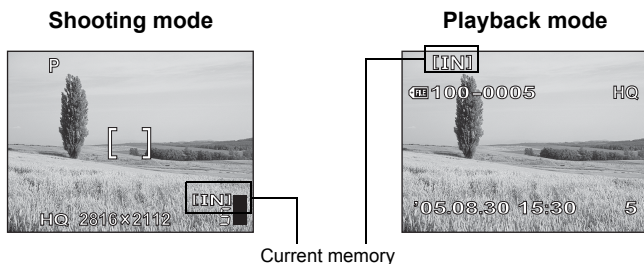 Shooting mode
P
[IN]
HQ 2816×2112
Playback mode
[IN]
FILE 100-0005 HQ
'05.08.30 15:30 5
Current memory